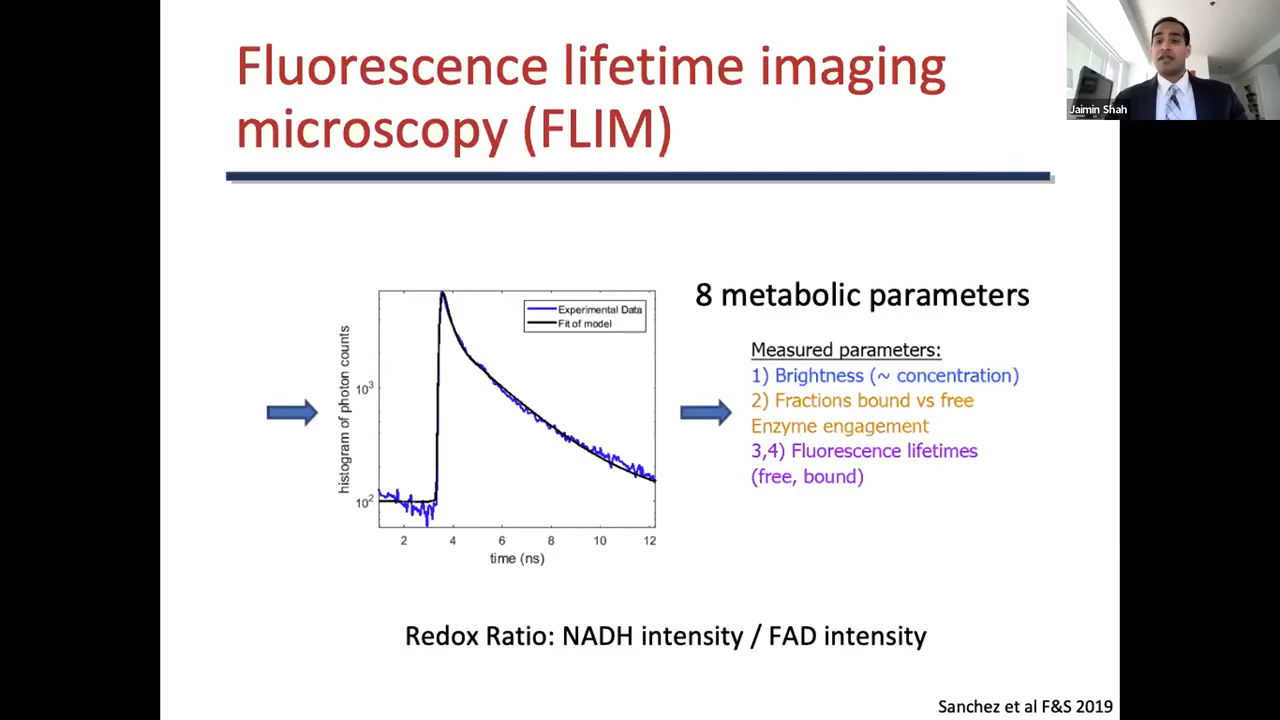 Fluorescence lifetime imaging
microscopy (FLIM)
Jaimin Shah
8 metabolic parameters
Experimental Data
Fit of model
histogram of photon counts
10³
10²
2 4 6 8 10 12
time (ns)
Measured parameters:
1) Brightness (~ concentration)
2) Fractions bound vs free
Enzyme engagement
3,4) Fluorescence lifetimes
(free, bound)
Redox Ratio: NADH intensity / FAD intensity
Sanchez et al F&S 2019